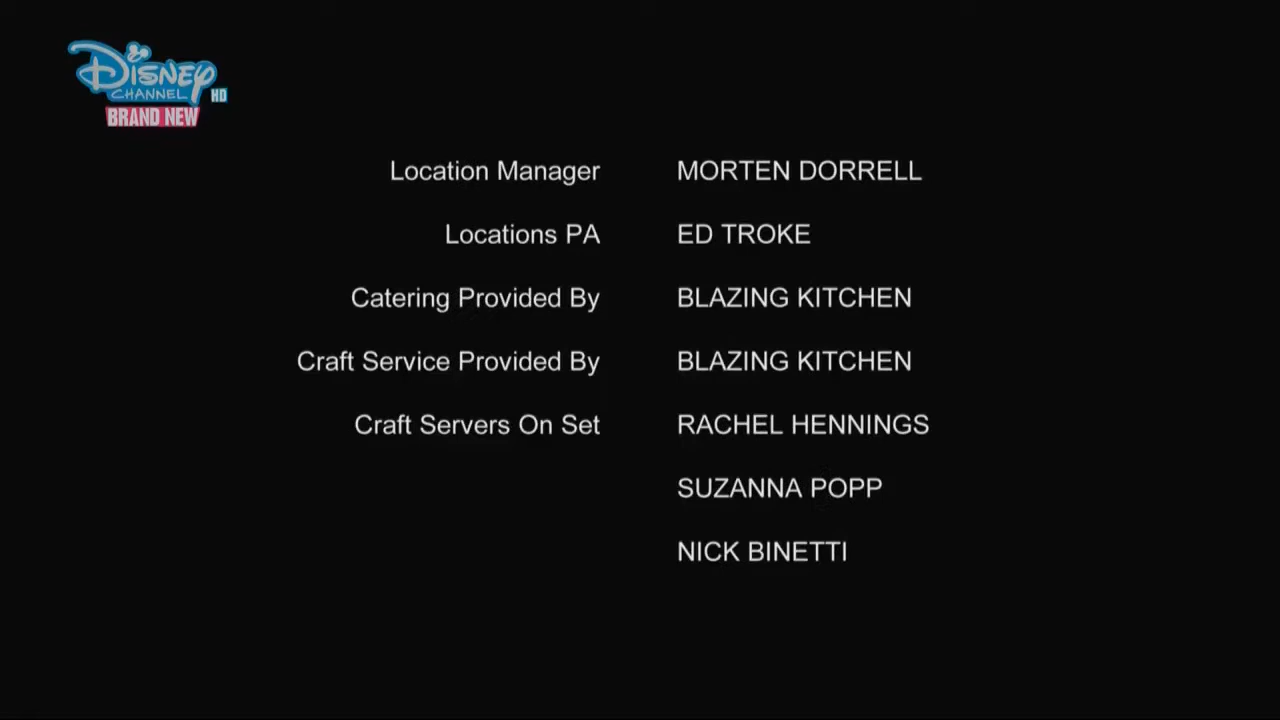 DISNEY
CHANNEL HD
BRAND NEW
Location Manager MORTEN DORRELL
Locations PA ED TROKE
Catering Provided By BLAZING KITCHEN
Craft Service Provided By BLAZING KITCHEN
Craft Servers On Set RACHEL HENNINGS
SUZANNA POPP
NICK BINETTI